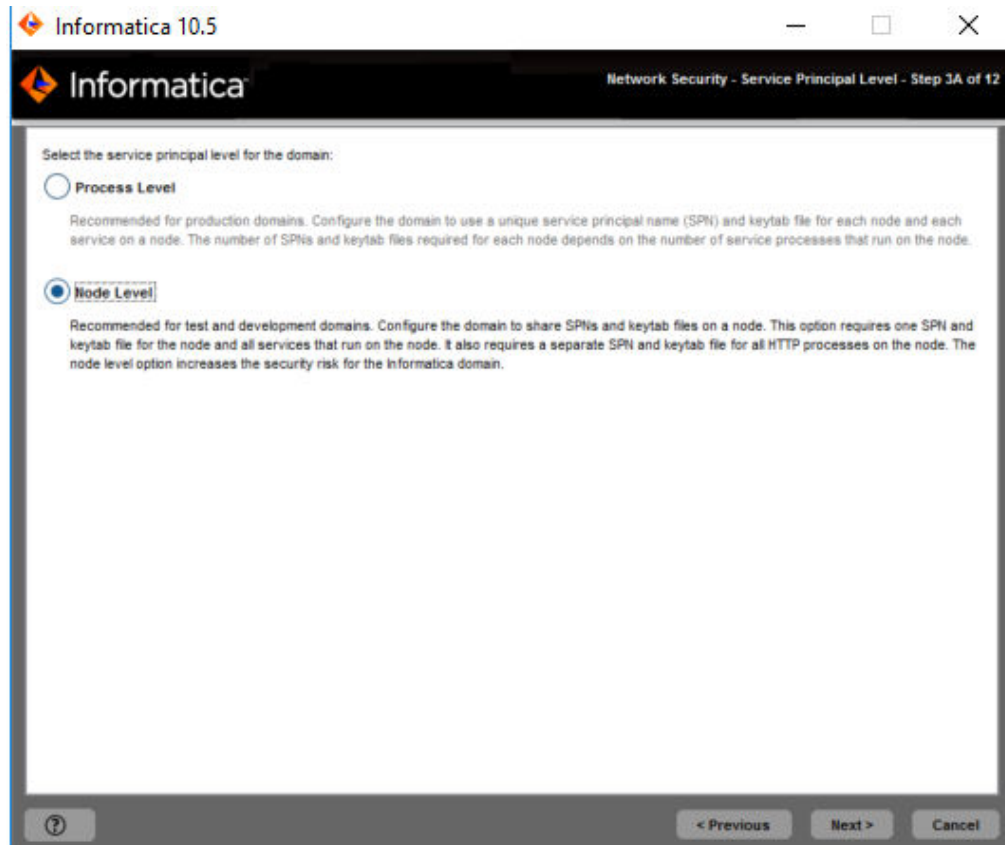 Informatica 10.5
Informatica
Network Security - Service Principal Level - Step 3A of 12
Select the service principal level for the domain:
Process Level
Recommended for production domains. Configure the domain to use a unique service principal name (SPN) and keytab file for each node and each
service on a node. The number of SPNs and keytab files required for each node depends on the number of service processes that run on the node.
Node Level
Recommended for test and development domains. Configure the domain to share SPNs and keytab files on a node. This option requires one SPN and
keytab file for the node and all services that run on the node. It also requires a separate SPN and keytab file for all HTTP processes on the node. The
node level option increases the security risk for the Informatica domain.
?
< Previous
Next >
Cancel